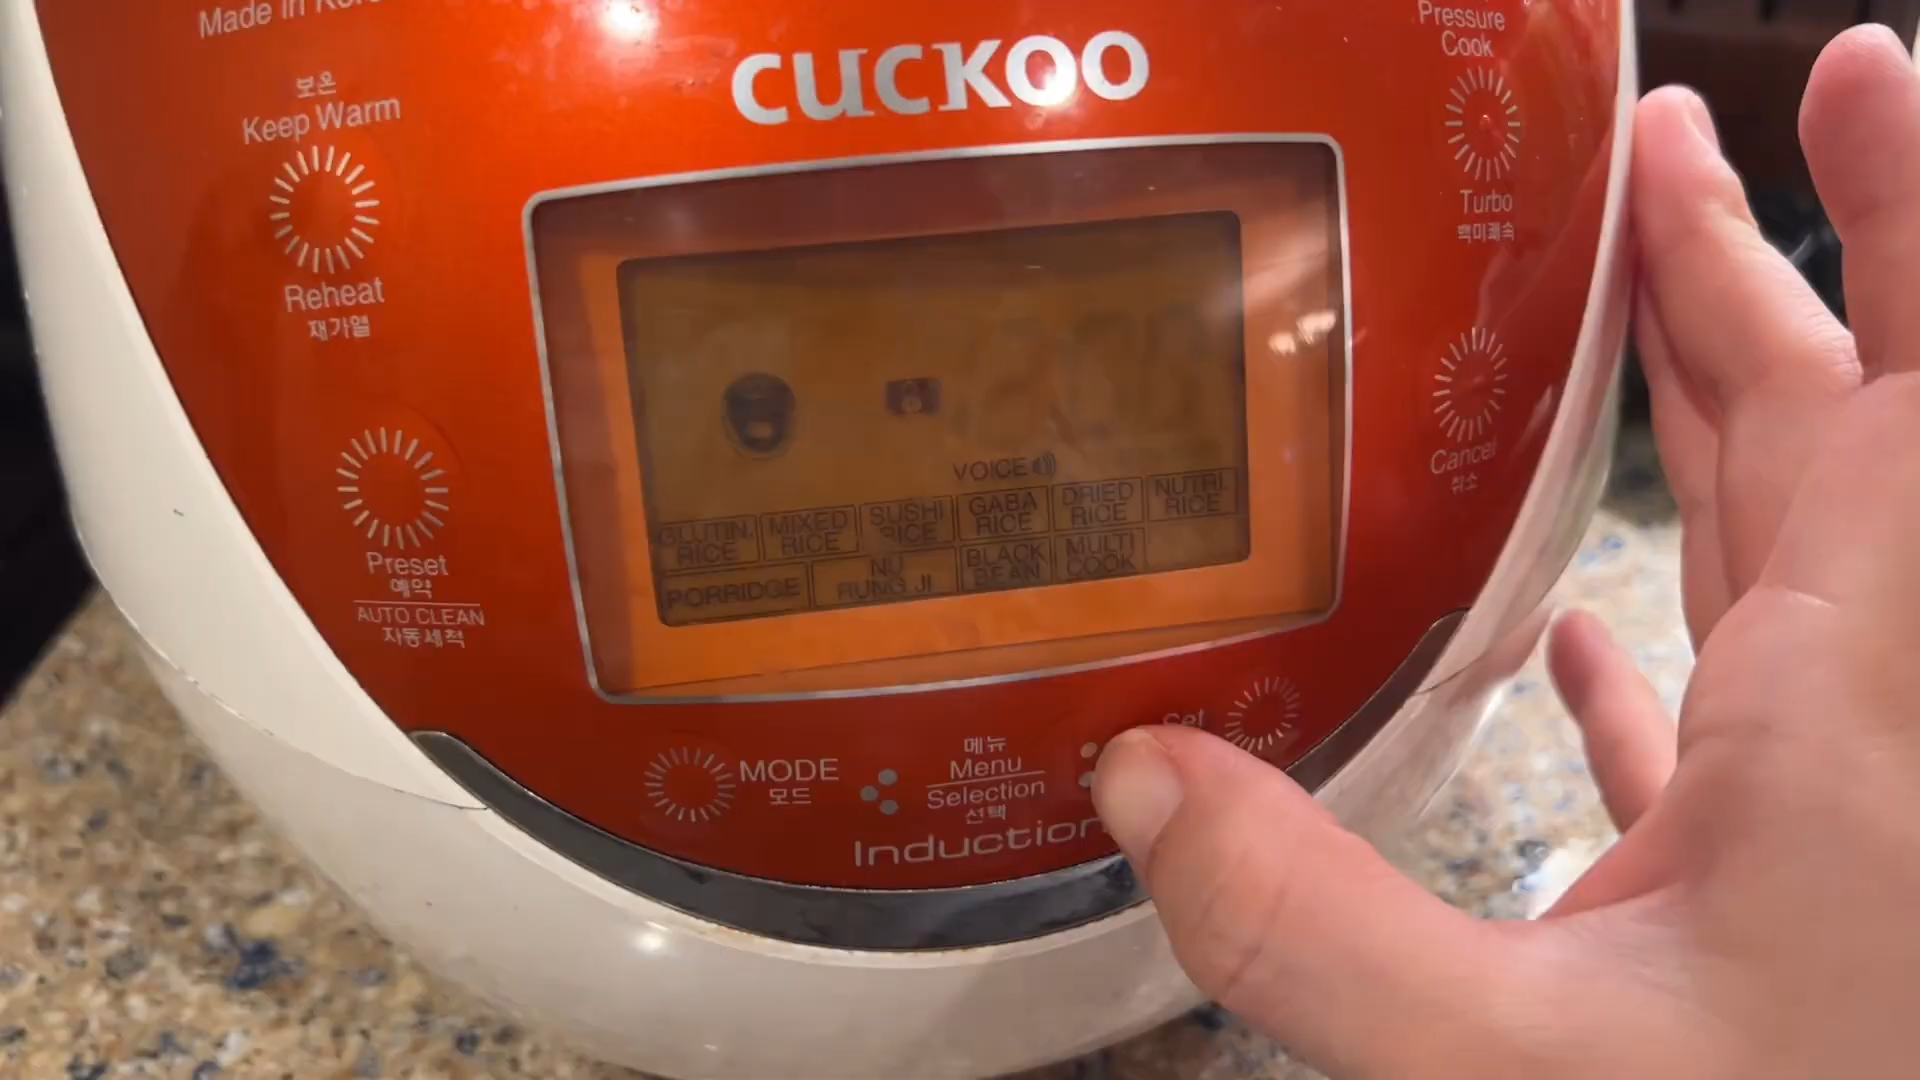 Made in
CUCKOO
Pressure
Cook
보온
Keep Warm
Turbo
백미쾌속
Reheat
재가열
Cancel
취소
VOICE
GLUTIN. RICE
MIXED RICE
SUSHI RICE
GABA RICE
DRIED RICE
NUTRI. RICE
PORRIDGE
NU RUNG JI
BLACK BEAN
MULTI COOK
Preset
예약
AUTO CLEAN
자동세척
Set
MODE
모드
메뉴
Menu
Selection
선택
Induction